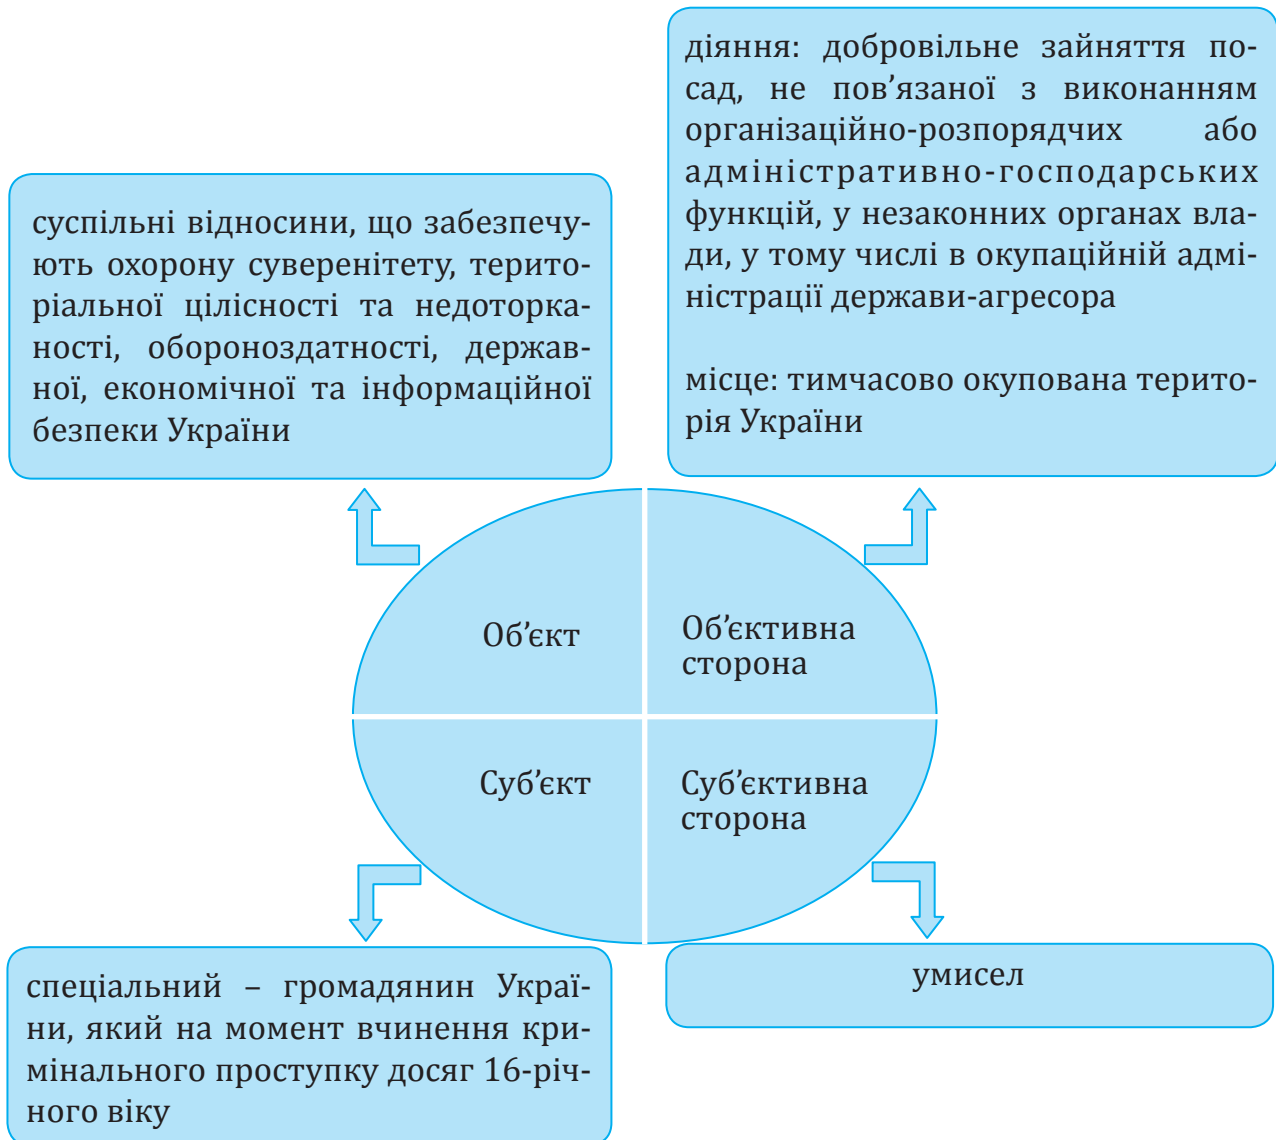 діяння: добровільне зайняття по-
сад, не пов’язаної з виконанням
організаційно-розпорядчих або
адміністративно-господарських
функцій, у незаконних органах вла-
ди, у тому числі в окупаційній адмі-
ністрації держави-агресора
місце: тимчасово окупована терито-
рія України
суспільні відносини, що забезпечу-
ють охорону суверенітету, терито-
ріальної цілісності та недоторка-
ності, обороноздатності, держав-
ної, економічної та інформаційної
безпеки України
Об’єкт
Об’єктивна
сторона
Суб’єкт
Суб’єктивна
сторона
спеціальний – громадянин Украї-
ни, який на момент вчинення кри-
мінального проступку досяг 16-річ-
ного віку
умисел